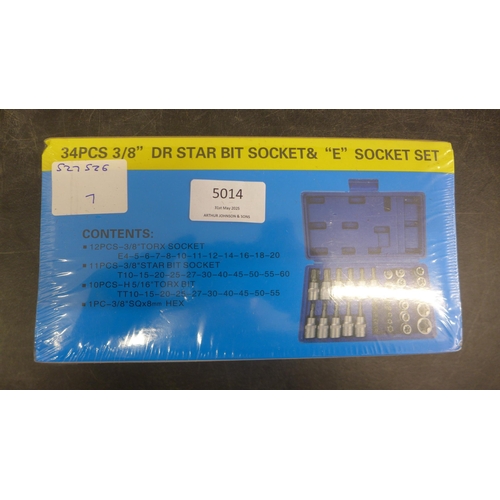 34PCS 3/8" DR STAR BIT SOCKET& "E" SOCKET SET
527526
7
5014
31st May 2025
ARTHUR JOHNSON & SONS
CONTENTS:
12PCS-3/8"TORX SOCKET
E4-5-6-7-8-10-11-12-14-16-18-20
11PCS-3/8"STAR BIT SOCKET
T10-15-20-25-27-30-40-45-50-55-60
10PCS-H5/16"TORX BIT
TT10-15-20-25-27-30-40-45-50-55
1PC-3/8"SQx8mm HEX